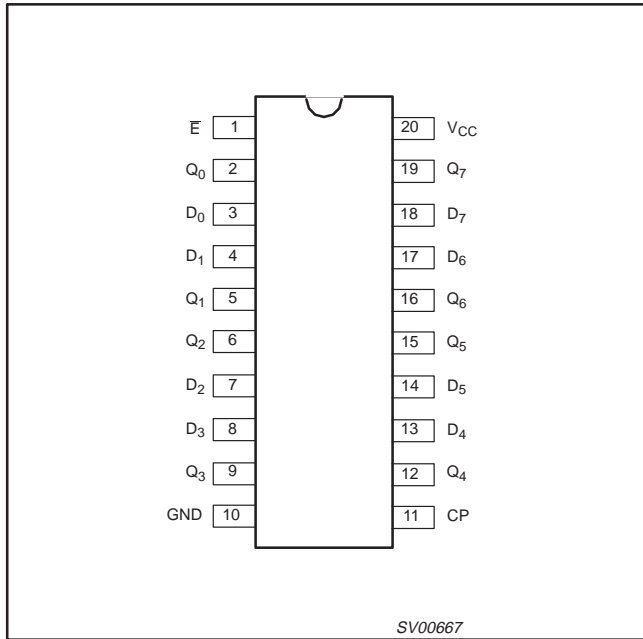 E̅ 1 20 V_CC
Q₀ 2 19 Q₇
D₀ 3 18 D₇
D₁ 4 17 D₆
Q₁ 5 16 Q₆
Q₂ 6 15 Q₅
D₂ 7 14 D₅
D₃ 8 13 D₄
Q₃ 9 12 Q₄
GND 10 11 CP
SV00667